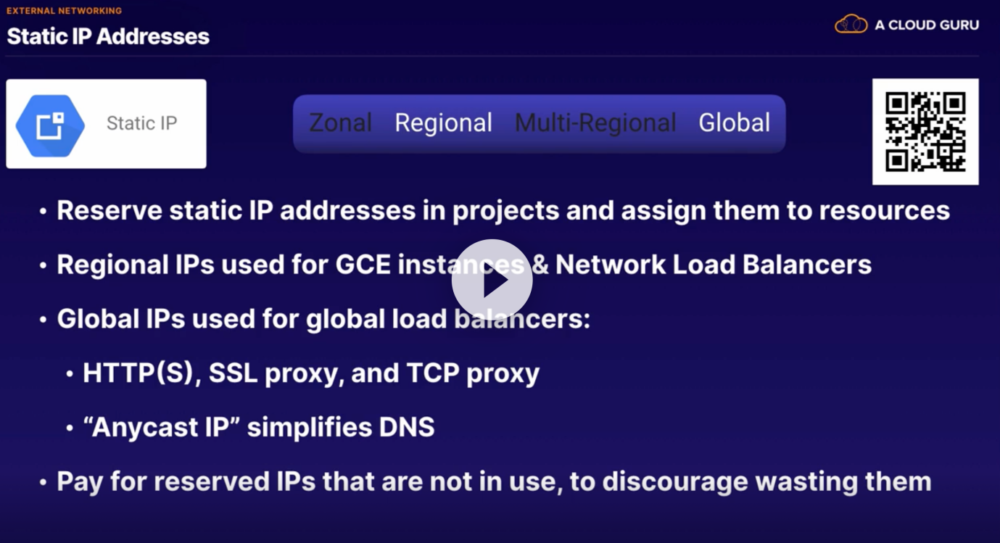 EXTERNAL NETWORKING
Static IP Addresses
A CLOUD GURU
Static IP
Zonal Regional Multi-Regional Global
• Reserve static IP addresses in projects and assign them to resources
• Regional IPs used for GCE instances & Network Load Balancers
• Global IPs used for global load balancers:
• HTTP(S), SSL proxy, and TCP proxy
• “Anycast IP” simplifies DNS
• Pay for reserved IPs that are not in use, to discourage wasting them